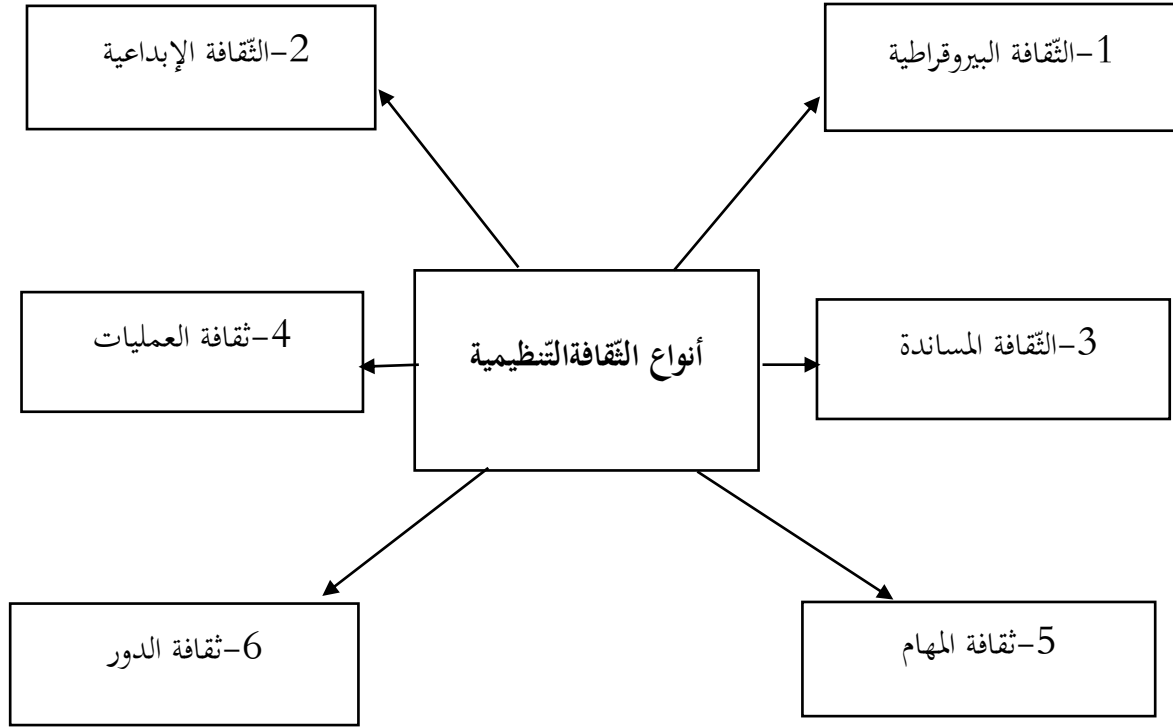 1-الثّقافة البيروقراطية
2-الثّقافة الإبداعية
أنواع الثّقافةالتّنظيمية
3-الثّقافة المساندة
4-ثقافة العمليات
5-ثقافة المهام
6-ثقافة الدور